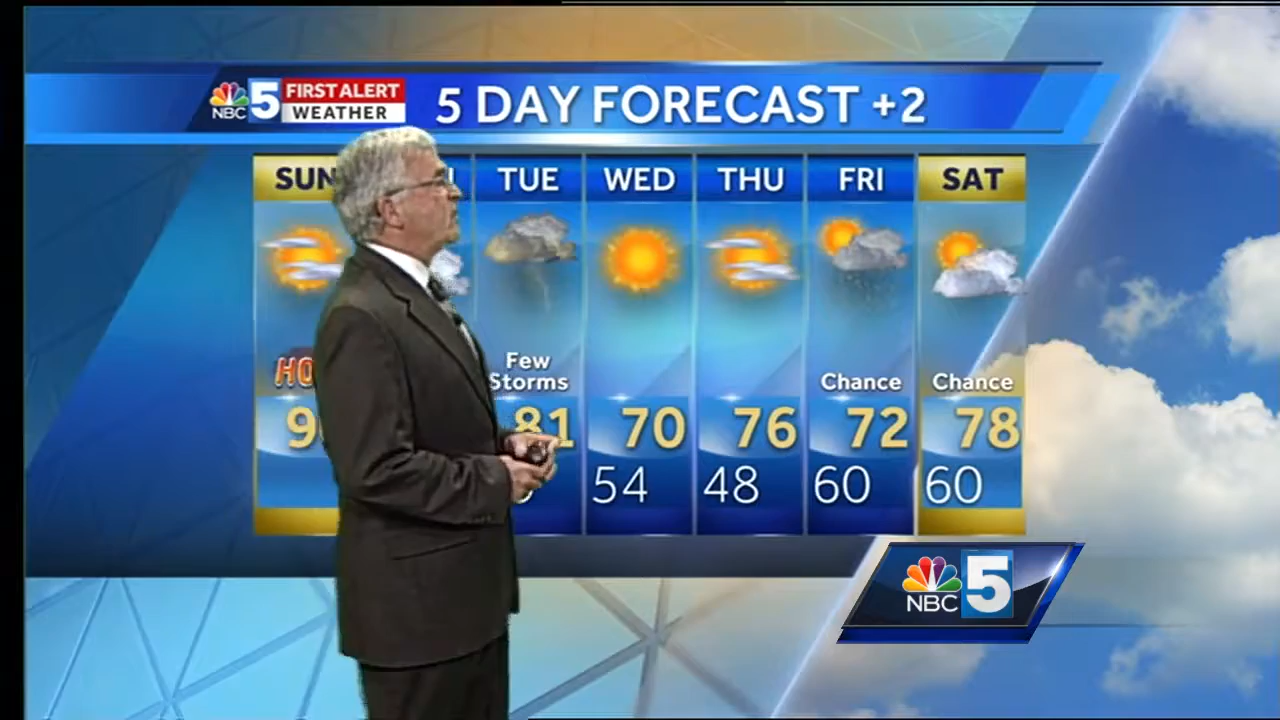 NBC 5 FIRST ALERT WEATHER 5 DAY FORECAST +2
SUN TUE WED THU FRI SAT
Few
Storms Chance Chance
81 70 76 72 78
54 48 60 60
NBC 5